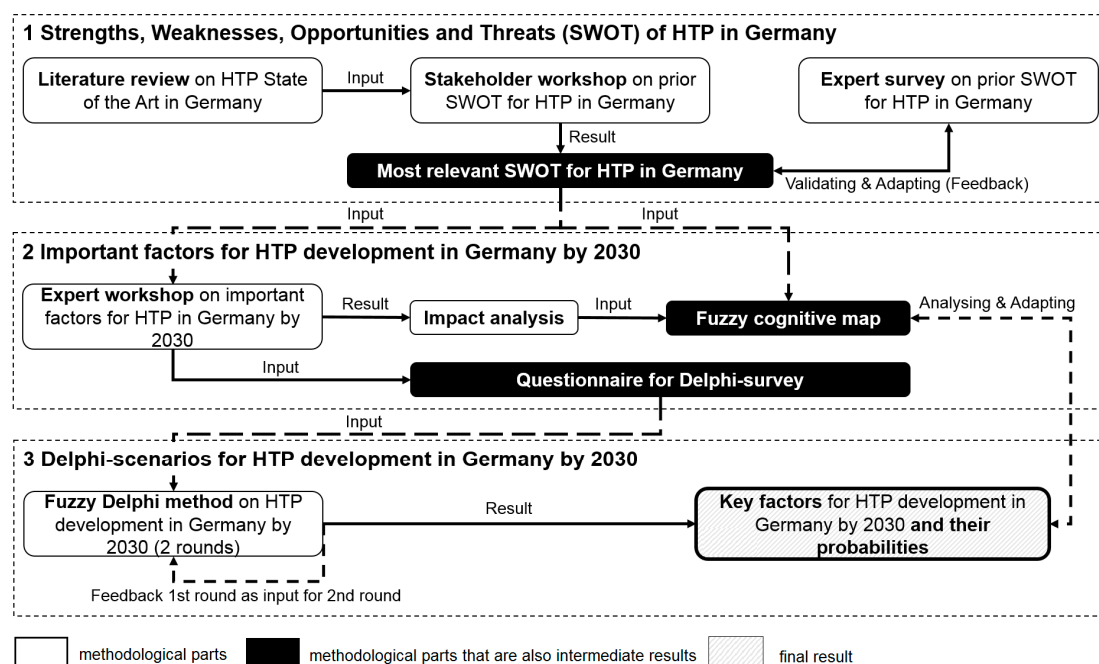 1 Strengths, Weaknesses, Opportunities and Threats (SWOT) of HTP in Germany
Literature review on HTP State
of the Art in Germany
Input
Stakeholder workshop on prior
SWOT for HTP in Germany
Expert survey on prior SWOT
for HTP in Germany
Result
Most relevant SWOT for HTP in Germany
Validating & Adapting (Feedback)
Input
Input
2 Important factors for HTP development in Germany by 2030
Expert workshop on important
factors for HTP in Germany by
2030
Result
Impact analysis
Input
Fuzzy cognitive map
Analysing & Adapting
Input
Questionnaire for Delphi-survey
Input
3 Delphi-scenarios for HTP development in Germany by 2030
Fuzzy Delphi method on HTP
development in Germany by
2030 (2 rounds)
Result
Key factors for HTP development in
Germany by 2030 and their
probabilities
Feedback 1st round as input for 2nd round
methodological parts
methodological parts that are also intermediate results
final result